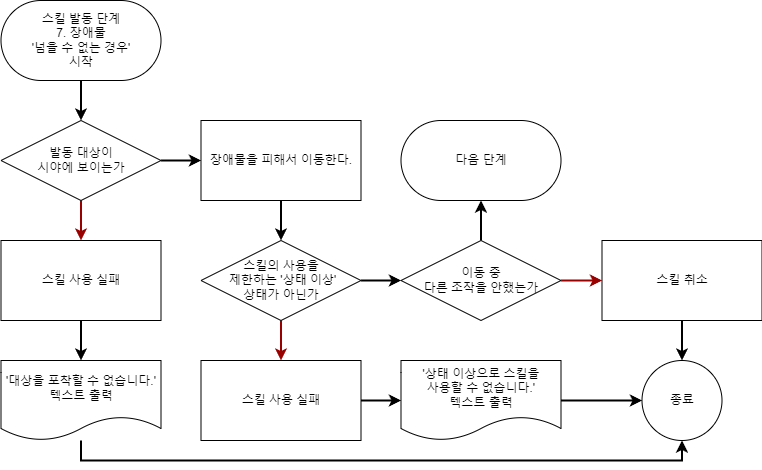 스킬 발동 단계
7. 장애물
'넘을 수 없는 경우'
시작
발동 대상이
시야에 보이는가
장애물을 피해서 이동한다.
다음 단계
스킬 사용 실패
스킬의 사용을
제한하는 '상태 이상'
상태가 아닌가
이동 중
다른 조작을 안했는가
스킬 취소
'대상을 포착할 수 없습니다.'
텍스트 출력
스킬 사용 실패
'상태 이상으로 스킬을
사용할 수 없습니다.'
텍스트 출력
종료